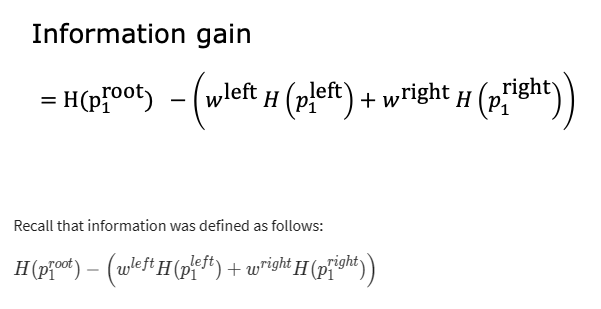 Information gain
= H(p₁^root) − (w^left H (p₁^left) + w^right H (p₁^right))
Recall that information was defined as follows:
H(p₁^root) − (w^left H(p₁^left) + w^right H(p₁^right))